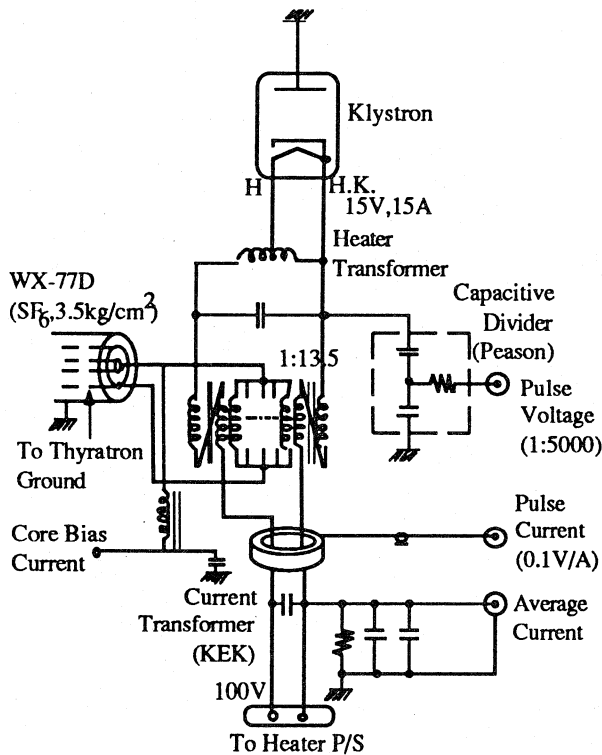 Klystron
H
H.K.
15V,15A
Heater
Transformer
WX-77D
(SF6,3.5kg/cm2)
Capacitive
Divider
(Peason)
1:13.5
Pulse
Voltage
(1:5000)
To Thyratron
Ground
Core Bias
Current
Pulse
Current
(0.1V/A)
Current
Transformer
(KEK)
Average
Current
100V
To Heater P/S